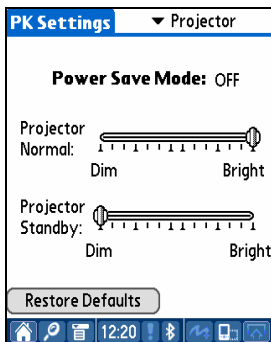 PK Settings ▼ Projector
Power Save Mode: OFF
Projector
Normal:
Dim Bright
Projector
Standby:
Dim Bright
Restore Defaults
12:20